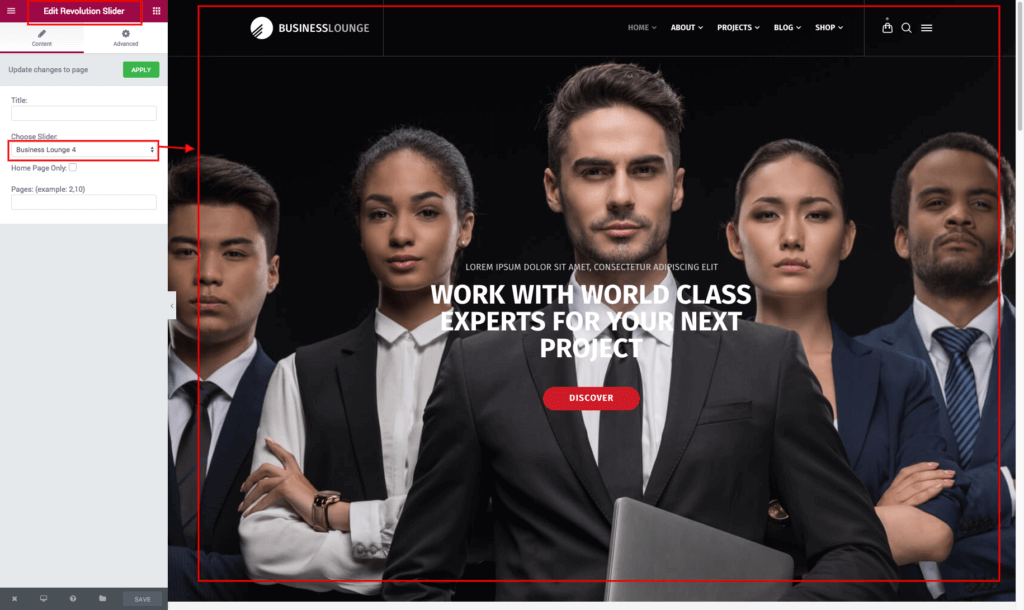 Edit Revolution Slider
Content
Advanced
Update changes to page
APPLY
Title:
Choose Slider:
Business Lounge 4
Home Page Only:
Pages: (example: 2,10)
SAVE
BUSINESSLOUNGE
HOME
ABOUT
PROJECTS
BLOG
SHOP
LOREM IPSUM DOLOR SIT AMET, CONSECTETUR ADIPISCING ELIT
WORK WITH WORLD CLASS
EXPERTS FOR YOUR NEXT
PROJECT
DISCOVER